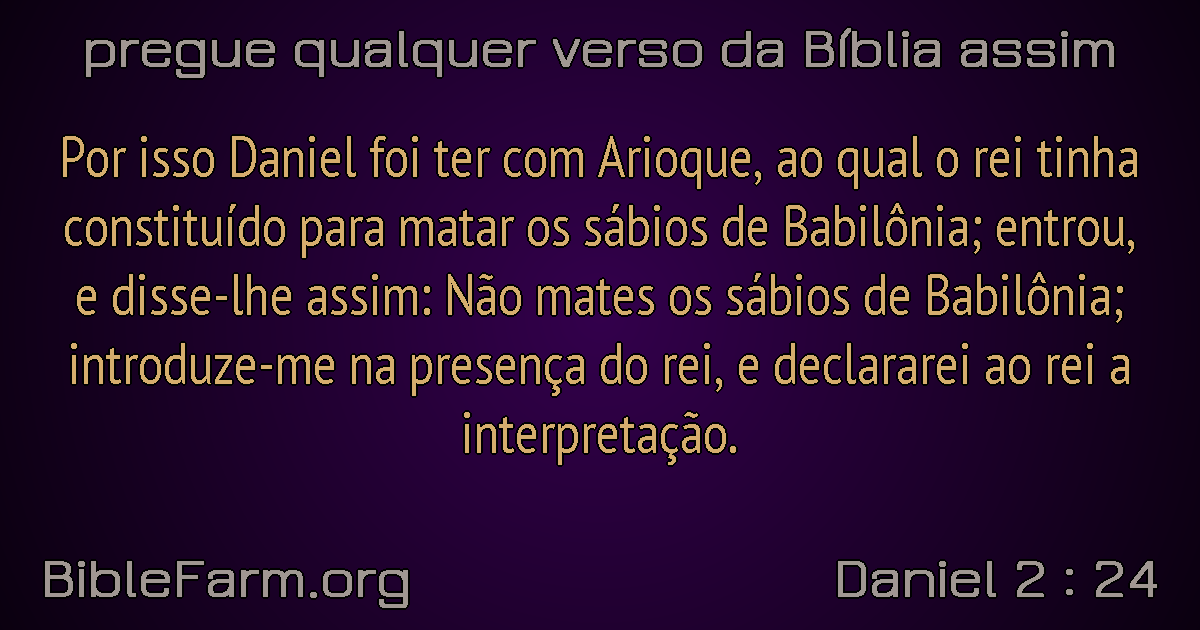 pregue qualquer verso da Bíblia assim
Por isso Daniel foi ter com Arioque, ao qual o rei tinha
constituído para matar os sábios de Babilônia; entrou,
e disse-lhe assim: Não mates os sábios de Babilônia;
introduze-me na presença do rei, e declararei ao rei a
interpretação.
BibleFarm.org
Daniel 2 : 24